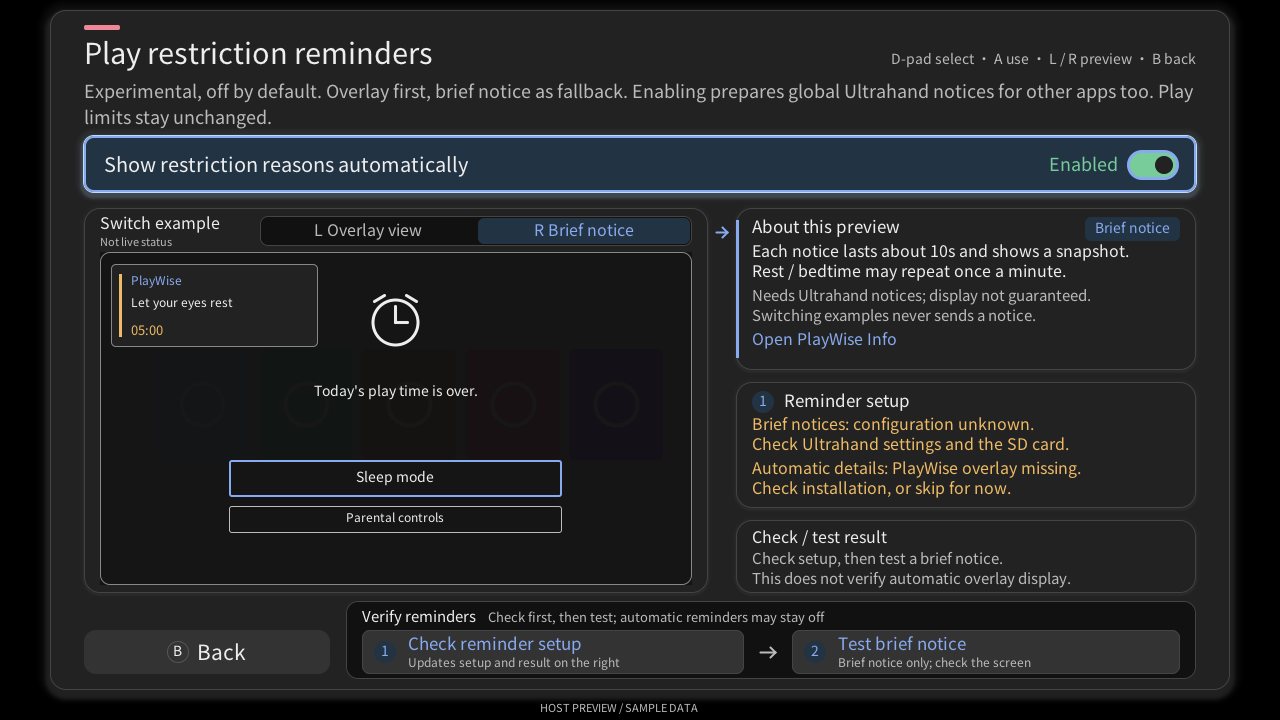 Play restriction reminders
D-pad select • A use • L / R preview • B back
Experimental, off by default. Overlay first, brief notice as fallback. Enabling prepares global Ultrahand notices for other apps too. Play
limits stay unchanged.
Show restriction reasons automatically
Enabled
Switch example
Not live status
L Overlay view
R Brief notice
PlayWise
Let your eyes rest
05:00
Today's play time is over.
Sleep mode
Parental controls
→
About this preview
Brief notice
Each notice lasts about 10s and shows a snapshot.
Rest / bedtime may repeat once a minute.
Needs Ultrahand notices; display not guaranteed.
Switching examples never sends a notice.
Open PlayWise Info
1 Reminder setup
Brief notices: configuration unknown.
Check Ultrahand settings and the SD card.
Automatic details: PlayWise overlay missing.
Check installation, or skip for now.
Check / test result
Check setup, then test a brief notice.
This does not verify automatic overlay display.
B Back
Verify reminders Check first, then test; automatic reminders may stay off
1 Check reminder setup
Updates setup and result on the right
→
2 Test brief notice
Brief notice only; check the screen
HOST PREVIEW / SAMPLE DATA